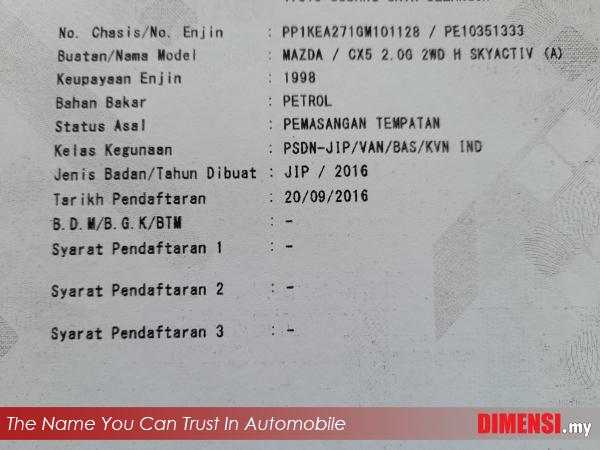 No. Chasis/No. Enjin : PP1KEA271GM101128 / PE10351333
Buatan/Nama Model : MAZDA / CX5 2.0G 2WD H SKYACTIV (A)
Keupayaan Enjin : 1998
Bahan Bakar : PETROL
Status Asal : PEMASANGAN TEMPATAN
Kelas Kegunaan : PSDN-JIP/VAN/BAS/KVN IND
Jenis Badan/Tahun Dibuat : JIP / 2016
Tarikh Pendaftaran : 20/09/2016
B.D.M/B.G.K/BTM : -
Syarat Pendaftaran 1 : -
Syarat Pendaftaran 2 : -
Syarat Pendaftaran 3 : -
The Name You Can Trust In Automobile
DIMENSI.my